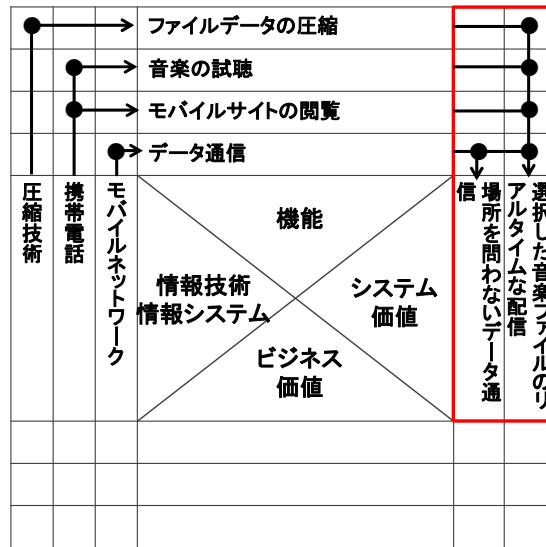 ファイルデータの圧縮
音楽の試聴
モバイルサイトの閲覧
データ通信
圧縮技術
携帯電話
モバイルネットワーク
機能
情報技術
情報システム
システム
価値
ビジネス
価値
場所を問わないデータ通
信
選択した音楽ファイルのリ
アルタイムな配信